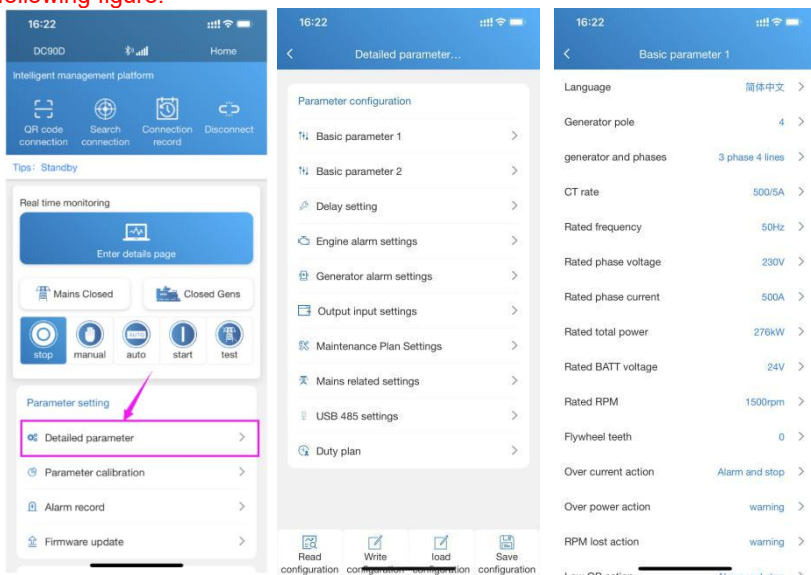 following figure:
16:22
DC90D
Home
Intelligent management platform
QR code connection
Search connection
Connection record
Disconnect
Tips: Standby
Real time monitoring
Enter details page
Mains Closed
Closed Gens
stop
manual
AUTO
auto
start
test
Parameter setting
Detailed parameter
Parameter calibration
Alarm record
Firmware update
16:22
Detailed parameter...
Parameter configuration
Basic parameter 1
Basic parameter 2
Delay setting
Engine alarm settings
Generator alarm settings
Output input settings
Maintenance Plan Settings
Mains related settings
USB 485 settings
Duty plan
Read configuration
Write configuration
load configuration
Save configuration
16:22
Basic parameter 1
Language 简体中文
Generator pole 4
generator and phases 3 phase 4 lines
CT rate 500/5A
Rated frequency 50Hz
Rated phase voltage 230V
Rated phase current 500A
Rated total power 276kW
Rated BATT voltage 24V
Rated RPM 1500rpm
Flywheel teeth 0
Over current action Alarm and stop
Over power action warning
RPM lost action warning